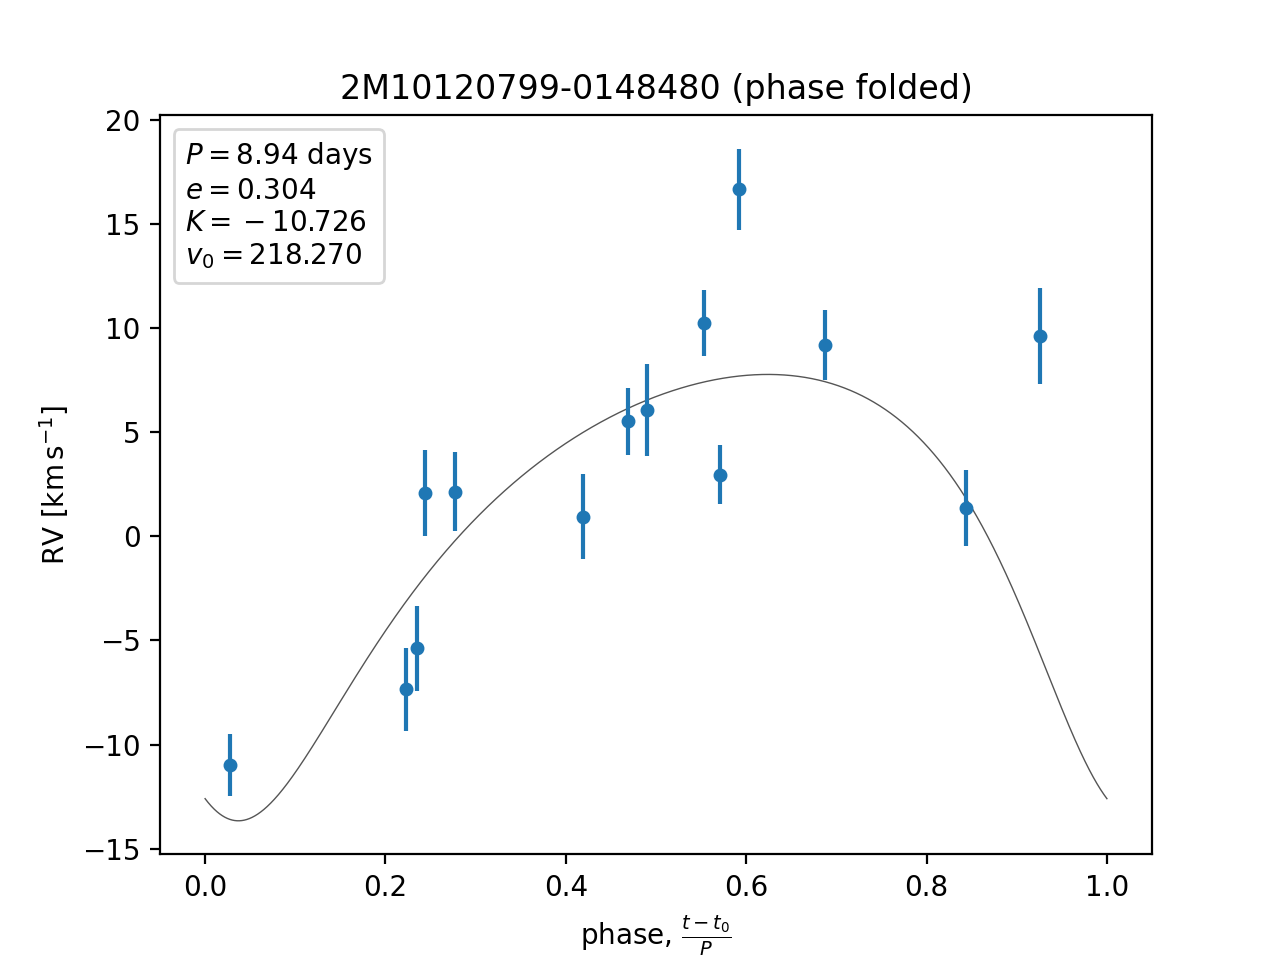 2M10120799-0148480 (phase folded)
P = 8.94 days
e = 0.304
K = −10.726
v₀ = 218.270
RV [km s⁻¹]
20
15
10
5
0
−5
−10
−15
0.0 0.2 0.4 0.6 0.8 1.0
phase, (t − t₀)/P